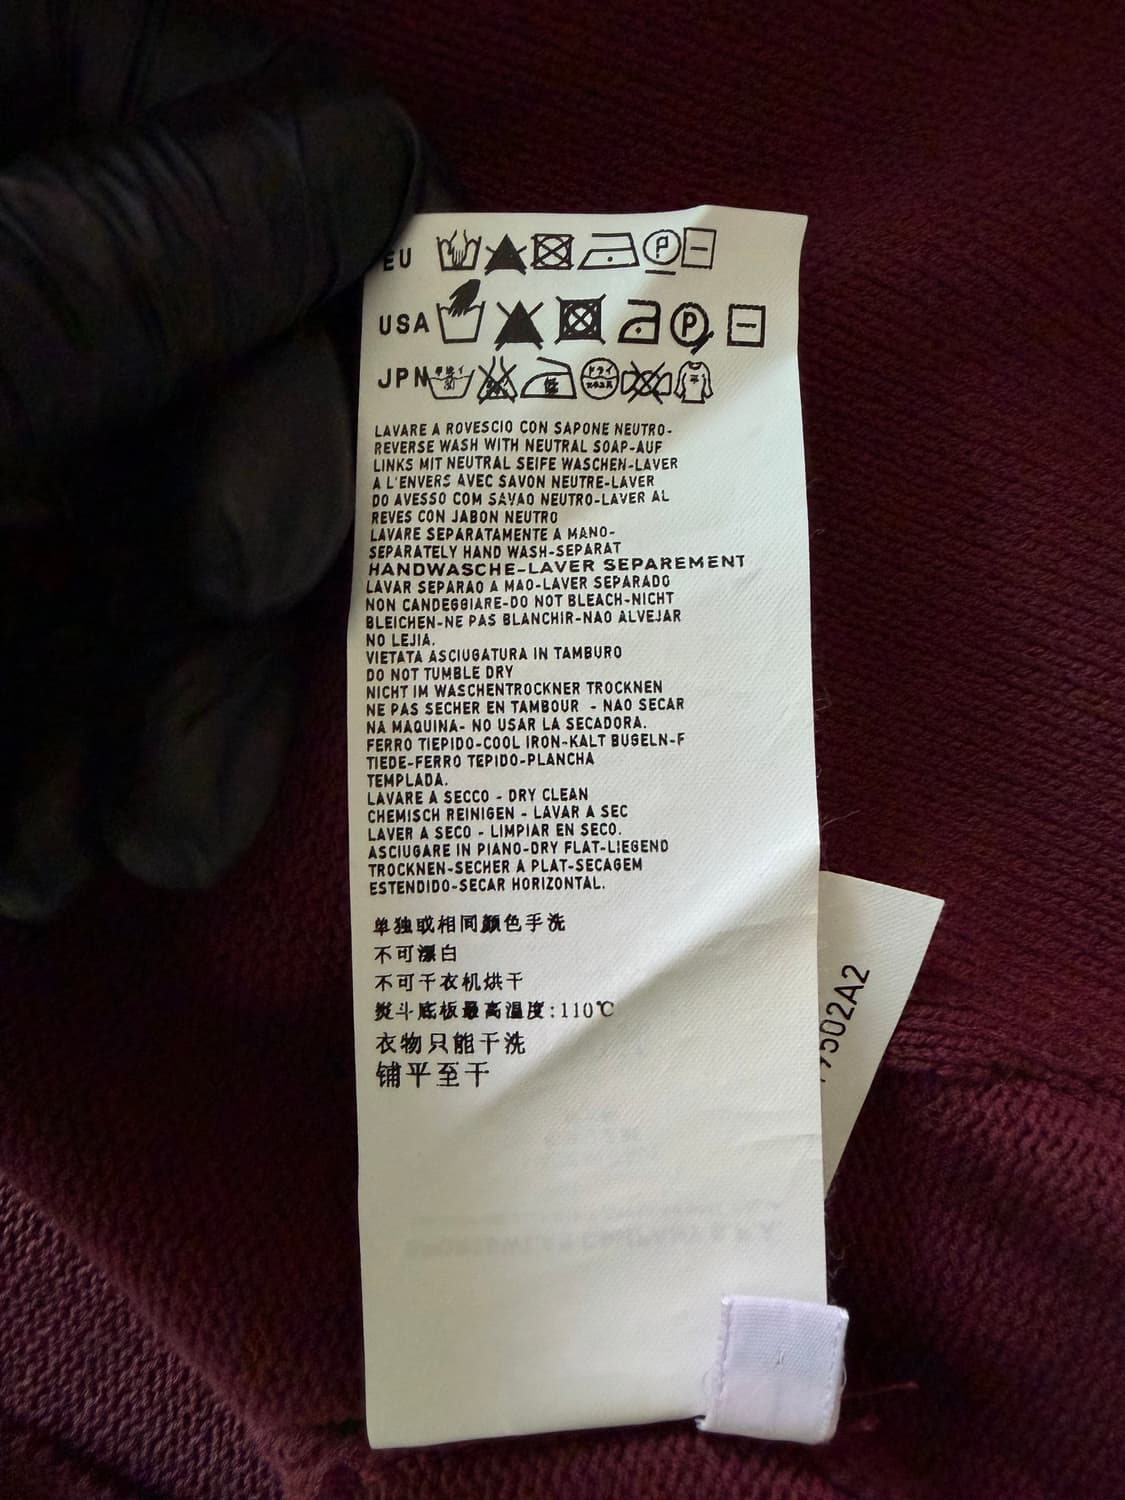 EU
USA
JPN
LAVARE A ROVESCIO CON SAPONE NEUTRO-
REVERSE WASH WITH NEUTRAL SOAP-AUF
LINKS MIT NEUTRAL SEIFE WASCHEN-LAVER
A L'ENVERS AVEC SAVON NEUTRE-LAVER
DO AVESSO COM SAVAO NEUTRO-LAVER AL
REVES CON JABON NEUTRO
LAVARE SEPARATAMENTE A MANO-
SEPARATELY HAND WASH-SEPARAT
HANDWASCHE-LAVER SEPAREMENT
LAVAR SEPARAO A MAO-LAVER SEPARADO
NON CANDEGGIARE-DO NOT BLEACH-NICHT
BLEICHEN-NE PAS BLANCHIR-NAO ALVEJAR
NO LEJIA.
VIETATA ASCIUGATURA IN TAMBURO
DO NOT TUMBLE DRY
NICHT IM WASCHENTROCKNER TROCKNEN
NE PAS SECHER EN TAMBOUR - NAO SECAR
NA MAQUINA- NO USAR LA SECADORA.
FERRO TIEPIDO-COOL IRON-KALT BUGELN-F
TIEDE-FERRO TEPIDO-PLANCHA
TEMPLADA.
LAVARE A SECCO - DRY CLEAN
CHEMISCH REINIGEN - LAVAR A SEC
LAVER A SECO - LIMPIAR EN SECO.
ASCIUGARE IN PIANO-DRY FLAT-LIEGEND
TROCKNEN-SECHER A PLAT-SECAGEM
ESTENDIDO-SECAR HORIZONTAL.
单独或相同颜色手洗
不可漂白
不可干衣机烘干
熨斗底板最高温度:110℃
衣物只能干洗
铺平至干
9502A2